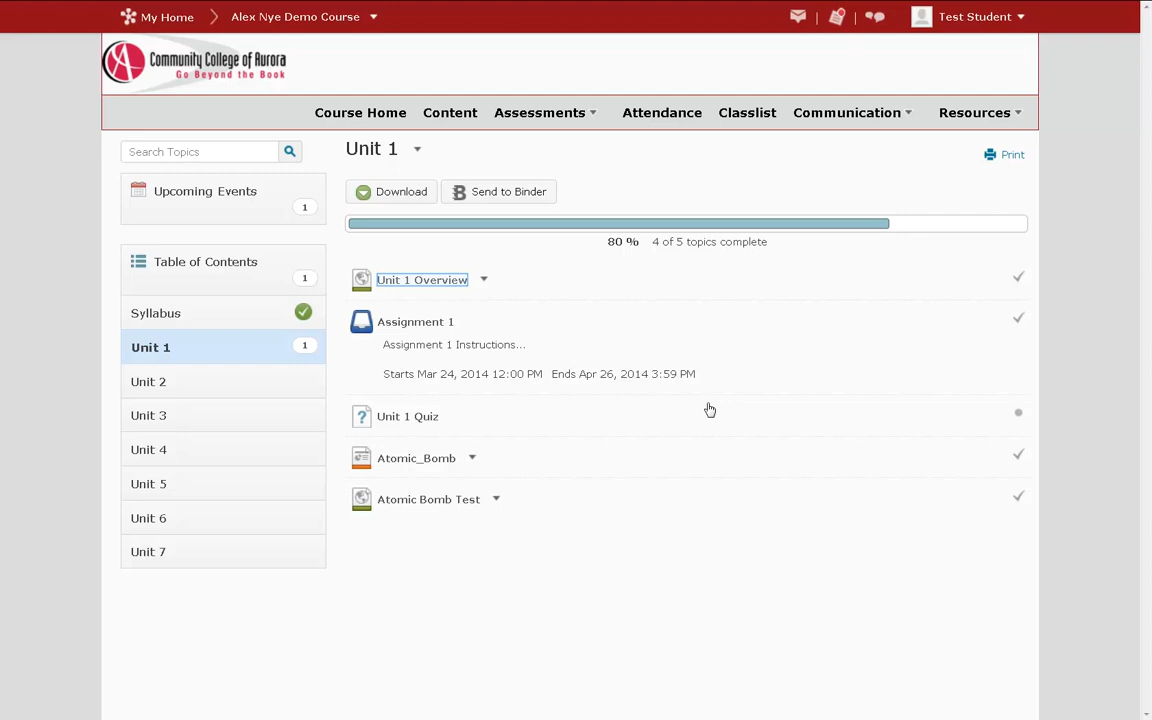 My Home
Alex Nye Demo Course
Test Student
Community College of Aurora
Go Beyond the Book
Course Home Content Assessments Attendance Classlist Communication Resources
Search Topics
Upcoming Events
1
Table of Contents
1
Syllabus
Unit 1
1
Unit 2
Unit 3
Unit 4
Unit 5
Unit 6
Unit 7
Unit 1
Print
Download
Send to Binder
80 % 4 of 5 topics complete
Unit 1 Overview
Assignment 1
Assignment 1 Instructions...
Starts Mar 24, 2014 12:00 PM Ends Apr 26, 2014 3:59 PM
Unit 1 Quiz
Atomic_Bomb
Atomic Bomb Test